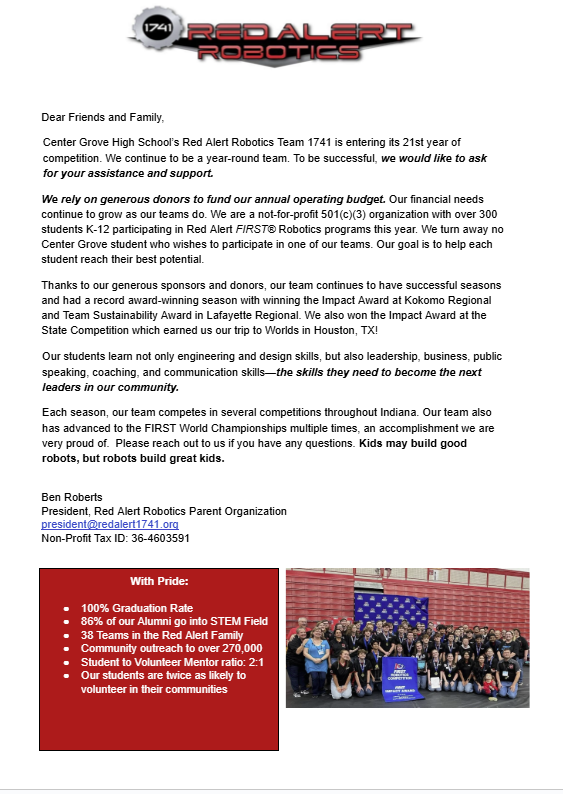 1741 RED ALERT
ROBOTICS
Dear Friends and Family,
Center Grove High School's Red Alert Robotics Team 1741 is entering its 21st year of
competition. We continue to be a year-round team. To be successful, we would like to ask
for your assistance and support.
We rely on generous donors to fund our annual operating budget. Our financial needs
continue to grow as our teams do. We are a not-for-profit 501(c)(3) organization with over 300
students K-12 participating in Red Alert FIRST® Robotics programs this year. We turn away no
Center Grove student who wishes to participate in one of our teams. Our goal is to help each
student reach their best potential.
Thanks to our generous sponsors and donors, our team continues to have successful seasons
and had a record award-winning season with winning the Impact Award at Kokomo Regional
and Team Sustainability Award in Lafayette Regional. We also won the Impact Award at the
State Competition which earned us our trip to Worlds in Houston, TX!
Our students learn not only engineering and design skills, but also leadership, business, public
speaking, coaching, and communication skills—the skills they need to become the next
leaders in our community.
Each season, our team competes in several competitions throughout Indiana. Our team also
has advanced to the FIRST World Championships multiple times, an accomplishment we are
very proud of.  Please reach out to us if you have any questions. Kids may build good
robots, but robots build great kids.
Ben Roberts
President, Red Alert Robotics Parent Organization
president@redalert1741.org
Non-Profit Tax ID: 36-4603591
With Pride:
● 100% Graduation Rate
● 86% of our Alumni go into STEM Field
● 38 Teams in the Red Alert Family
● Community outreach to over 270,000
● Student to Volunteer Mentor ratio: 2:1
● Our students are twice as likely to
volunteer in their communities
FIRST
ROBOTICS
COMPETITION
FIRST
IMPACT AWARD